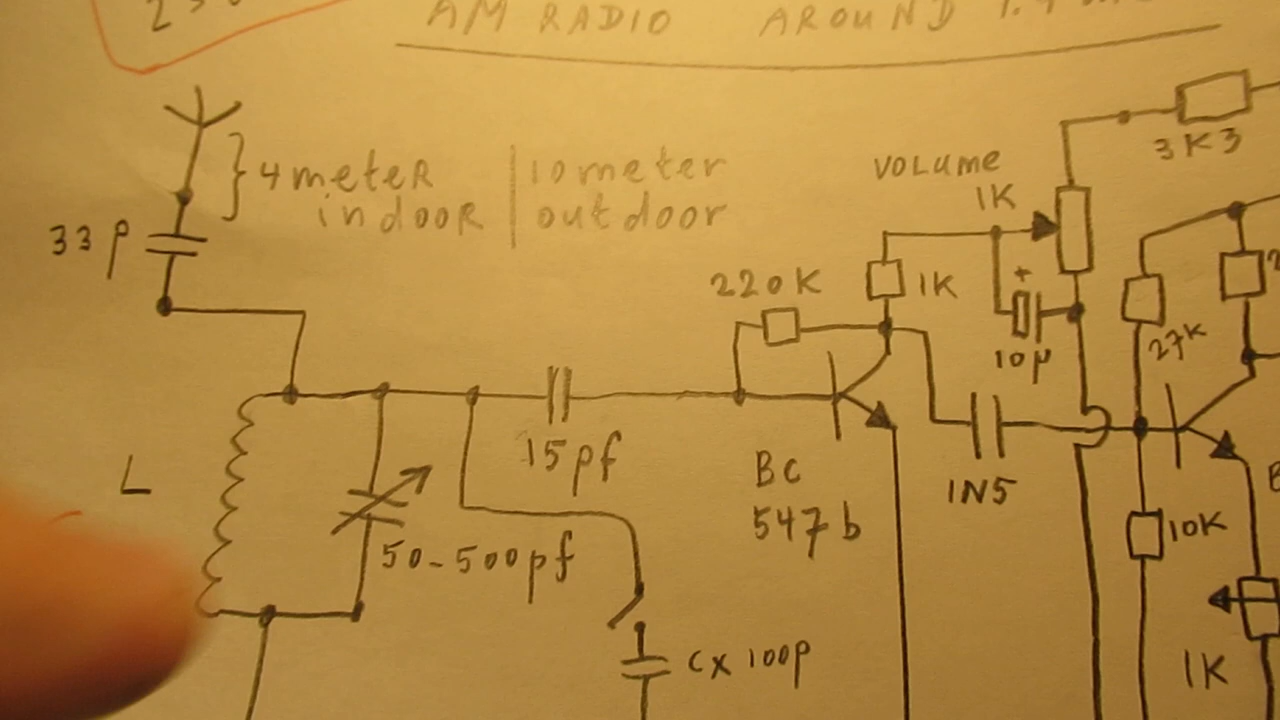 AM RADIO AROUND
3K3
VOLUME
4 meteR | 10 meter
indooR | outdoor
1K
33p
220K
1K
10µ
27K
15pf
L
BC
547b
1N5
10K
50-500pf
Cx 100p
1K